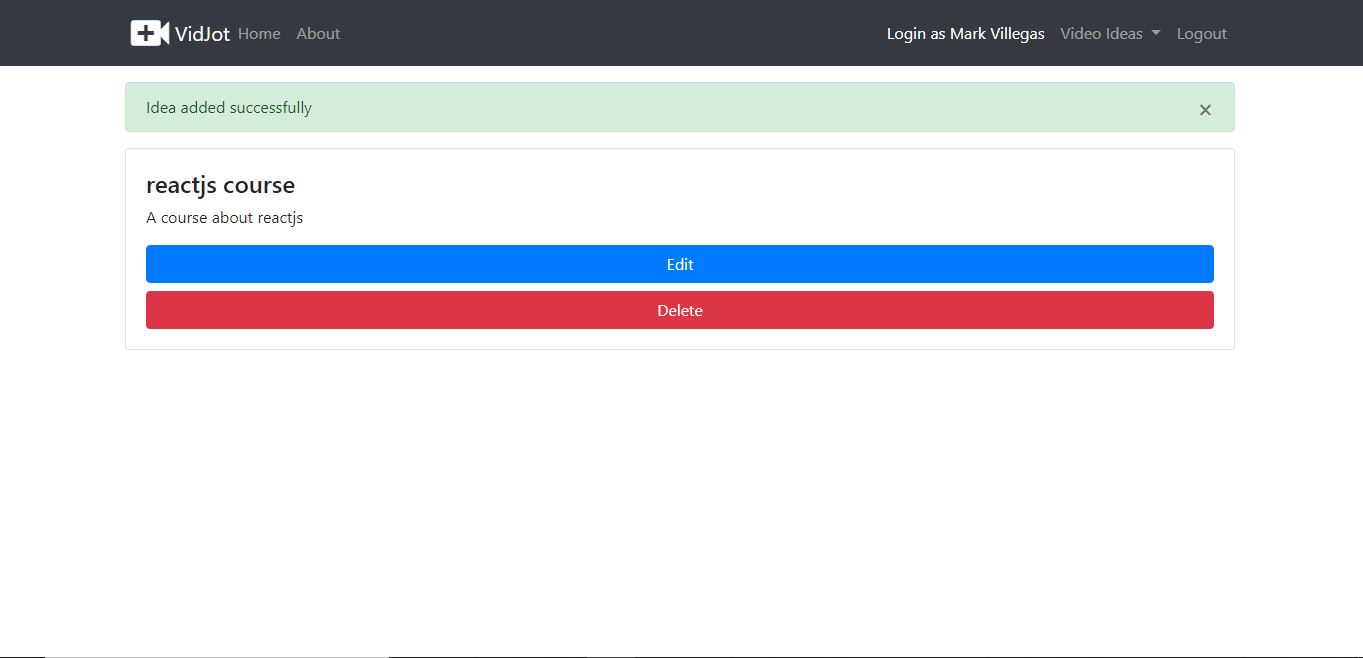 VidJot Home About Login as Mark Villegas Video Ideas Logout
Idea added successfully ×
reactjs course
A course about reactjs
Edit
Delete